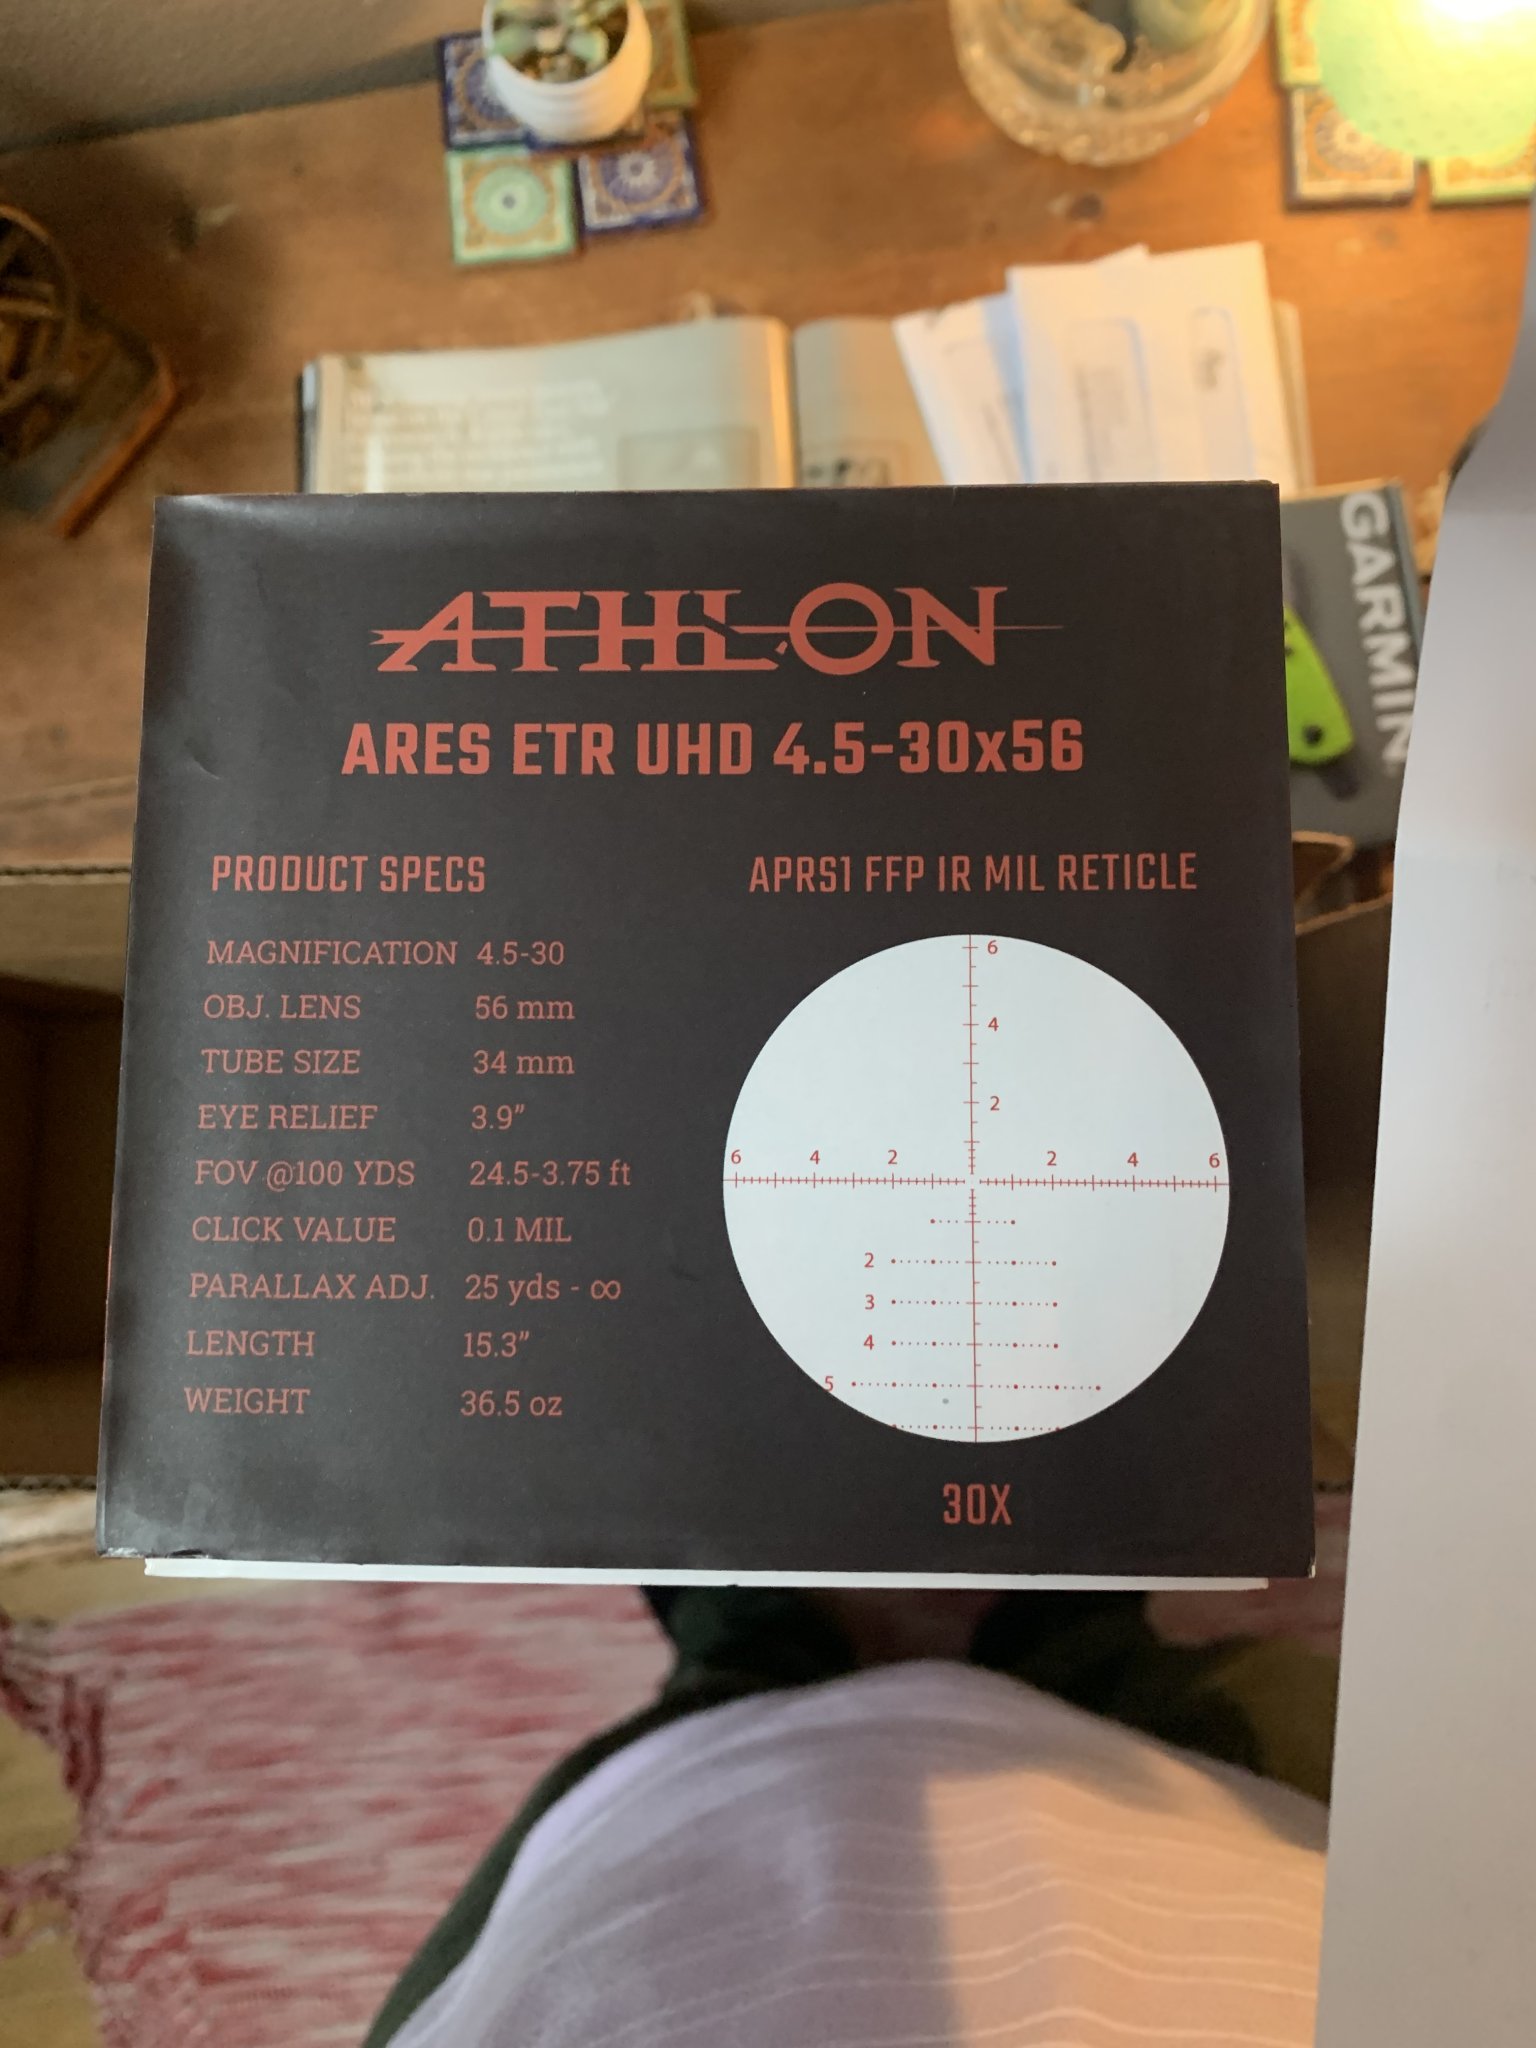 GARMIN
ATHLON
ARES ETR UHD 4.5-30x56
PRODUCT SPECS
MAGNIFICATION 4.5-30
OBJ. LENS 56 mm
TUBE SIZE 34 mm
EYE RELIEF 3.9"
FOV @100 YDS 24.5-3.75 ft
CLICK VALUE 0.1 MIL
PARALLAX ADJ. 25 yds - ∞
LENGTH 15.3"
WEIGHT 36.5 oz
APRS1 FFP IR MIL RETICLE
6
4
2
6 4 2 2 4 6
2
3
4
5
30X